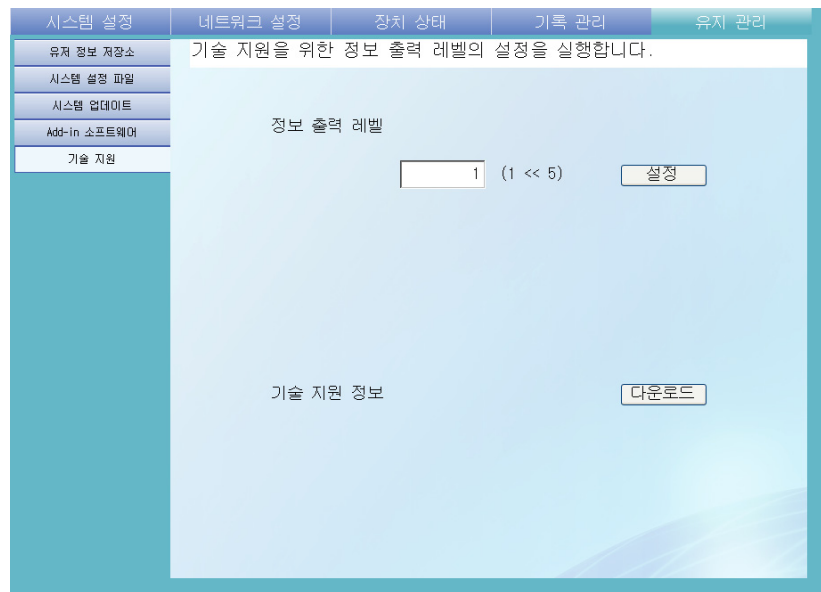 시스템 설정 네트워크 설정 장치 상태 기록 관리 유지 관리
유저 정보 저장소
시스템 설정 파일
시스템 업데이트
Add-in 소프트웨어
기술 지원
기술 지원을 위한 정보 출력 레벨의 설정을 실행합니다.
정보 출력 레벨
1 (1 << 5) 설정
기술 지원 정보 다운로드